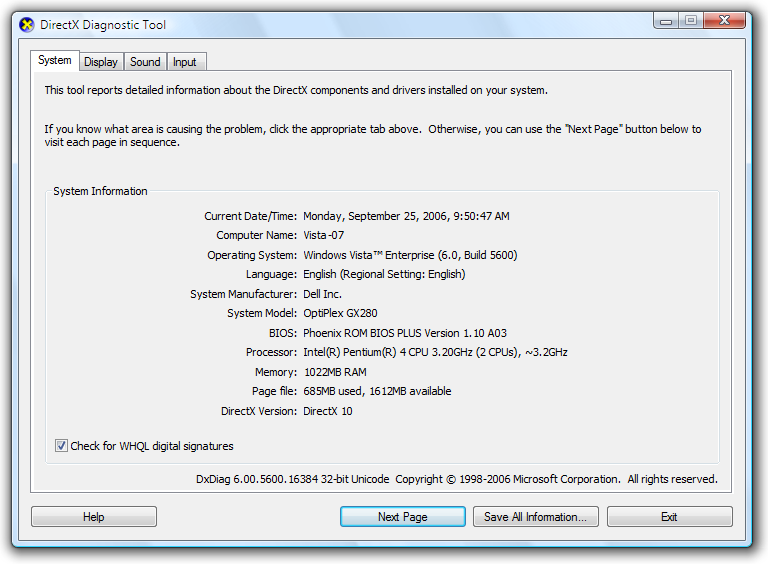 DirectX Diagnostic Tool
System Display Sound Input
This tool reports detailed information about the DirectX components and drivers installed on your system.
If you know what area is causing the problem, click the appropriate tab above.  Otherwise, you can use the "Next Page" button below to
visit each page in sequence.
System Information
Current Date/Time: Monday, September 25, 2006, 9:50:47 AM
Computer Name: Vista-07
Operating System: Windows Vista™ Enterprise (6.0, Build 5600)
Language: English (Regional Setting: English)
System Manufacturer: Dell Inc.
System Model: OptiPlex GX280
BIOS: Phoenix ROM BIOS PLUS Version 1.10 A03
Processor: Intel(R) Pentium(R) 4 CPU 3.20GHz (2 CPUs), ~3.2GHz
Memory: 1022MB RAM
Page file: 685MB used, 1612MB available
DirectX Version: DirectX 10
Check for WHQL digital signatures
DxDiag 6.00.5600.16384 32-bit Unicode  Copyright © 1998-2006 Microsoft Corporation.  All rights reserved.
Help Next Page Save All Information... Exit